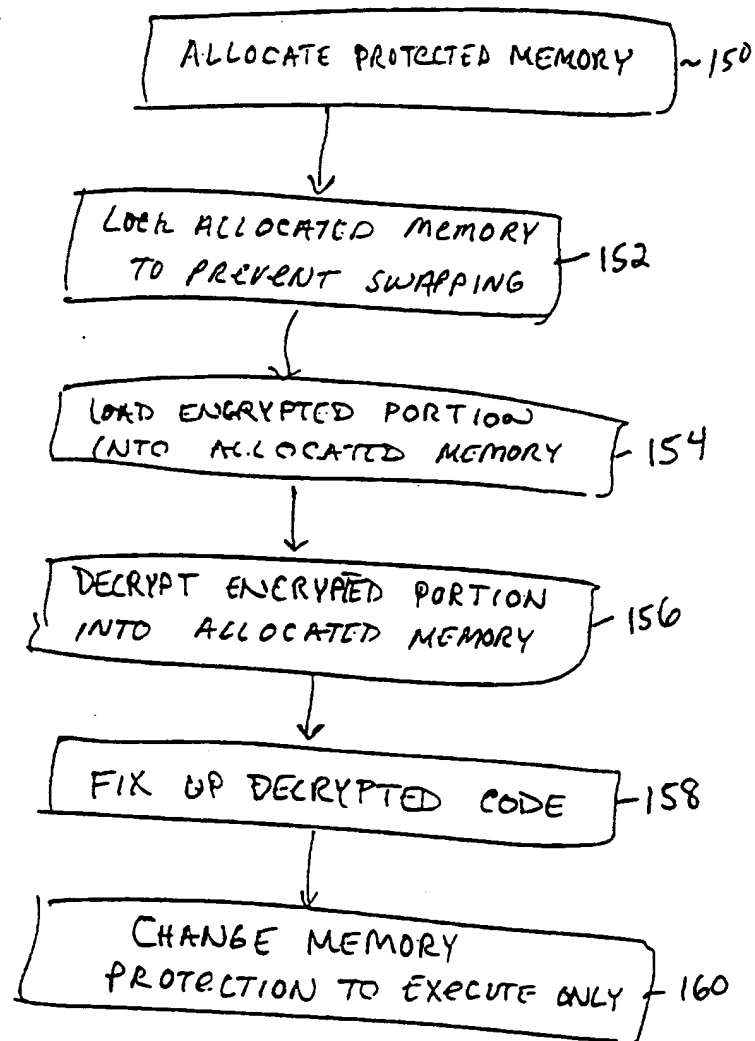 ALLOCATE PROTECTED MEMORY ~150
LOCK ALLOCATED MEMORY
TO PREVENT SWAPPING 152
LOAD ENCRYPTED PORTION
INTO ALLOCATED MEMORY 154
DECRYPT ENCRYPTED PORTION
INTO ALLOCATED MEMORY 156
FIX UP DECRYPTED CODE 158
CHANGE MEMORY
PROTECTION TO EXECUTE ONLY 160